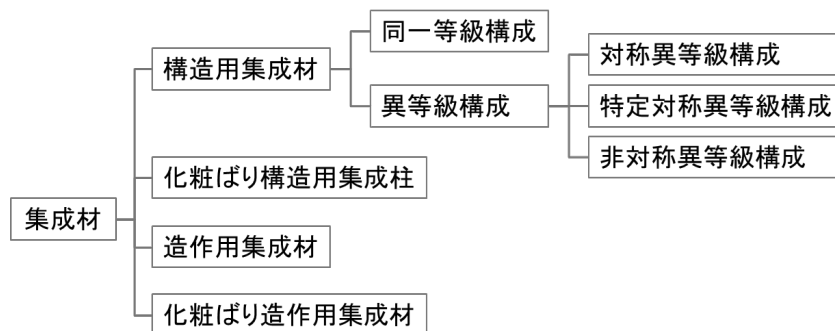 集成材
構造用集成材
同一等級構成
異等級構成
対称異等級構成
特定対称異等級構成
非対称異等級構成
化粧ばり構造用集成柱
造作用集成材
化粧ばり造作用集成材